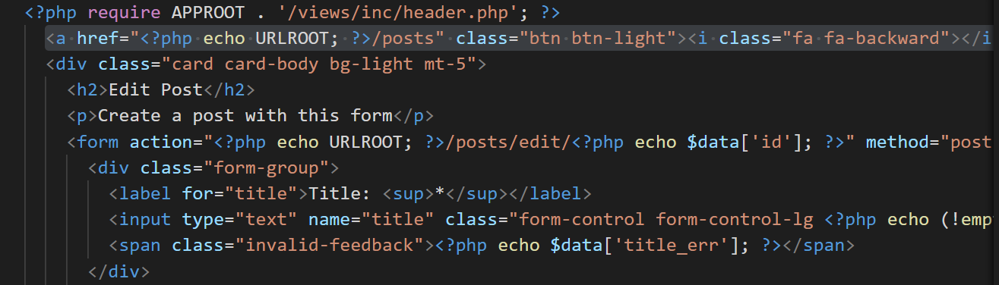 <?php require APPROOT . '/views/inc/header.php'; ?>
<a href="<?php echo URLROOT; ?>/posts" class="btn btn-light"><i class="fa fa-backward"></i
<div class="card card-body bg-light mt-5">
<h2>Edit Post</h2>
<p>Create a post with this form</p>
<form action="<?php echo URLROOT; ?>/posts/edit/<?php echo $data['id']; ?>" method="post
<div class="form-group">
<label for="title">Title: <sup>*</sup></label>
<input type="text" name="title" class="form-control form-control-lg <?php echo (!emp
<span class="invalid-feedback"><?php echo $data['title_err']; ?></span>
</div>